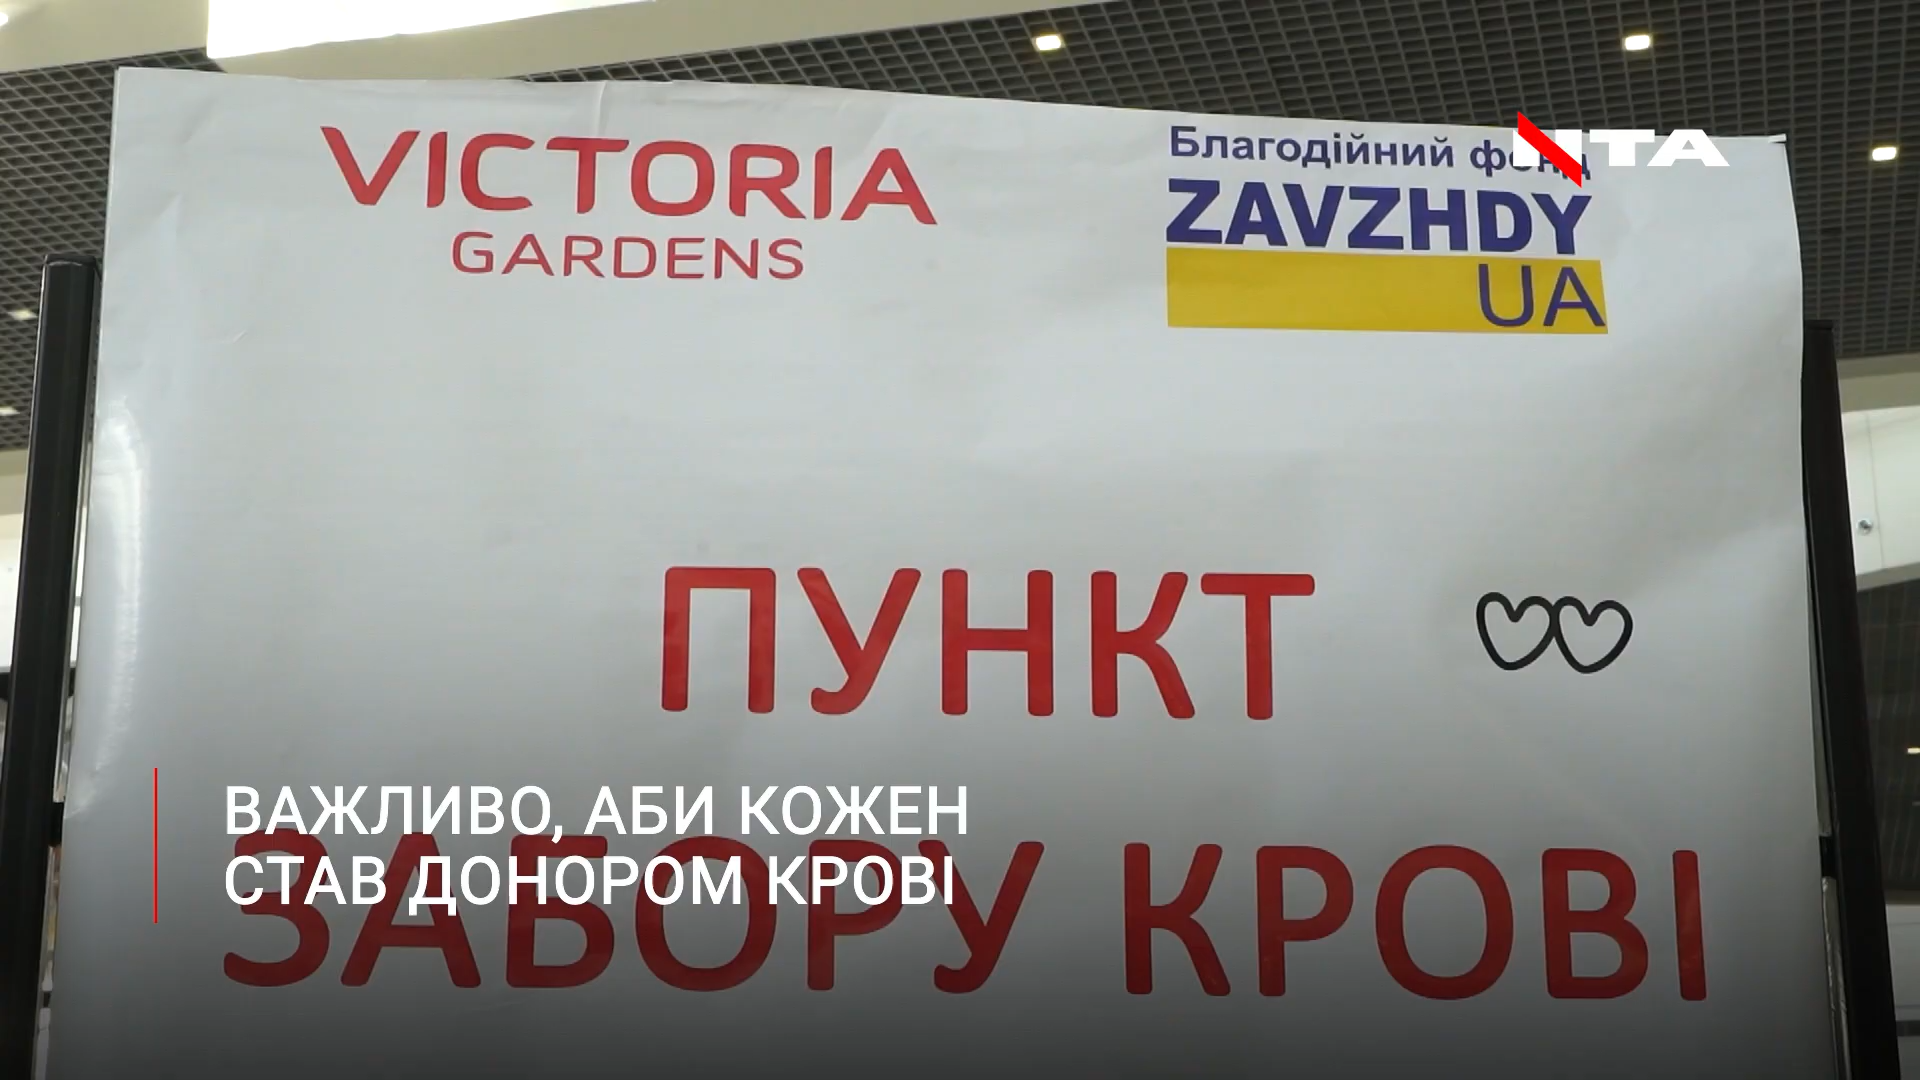 VICTORIA
GARDENS
Благодійний фонд
ZAVZHDY
UA
NTA
ПУНКТ
ЗАБОРУ КРОВІ
ВАЖЛИВО, АБИ КОЖЕН
СТАВ ДОНОРОМ КРОВІ